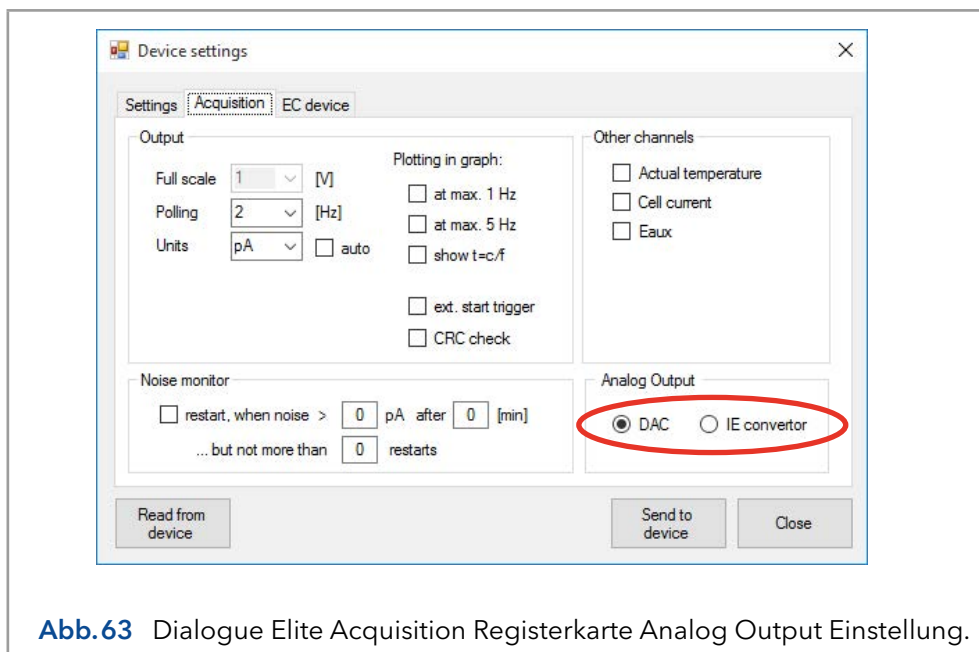 Device settings
Settings Acquisition EC device
Output
Full scale 1 [V]
Polling 2 [Hz]
Units pA auto
Plotting in graph:
at max. 1 Hz
at max. 5 Hz
show t=c/f
ext. start trigger
CRC check
Other channels
Actual temperature
Cell current
Eaux
Noise monitor
restart, when noise > 0 pA after 0 [min]
... but not more than 0 restarts
Analog Output
DAC IE convertor
Read from
device
Send to
device
Close
Abb.63 Dialogue Elite Acquisition Registerkarte Analog Output Einstellung.